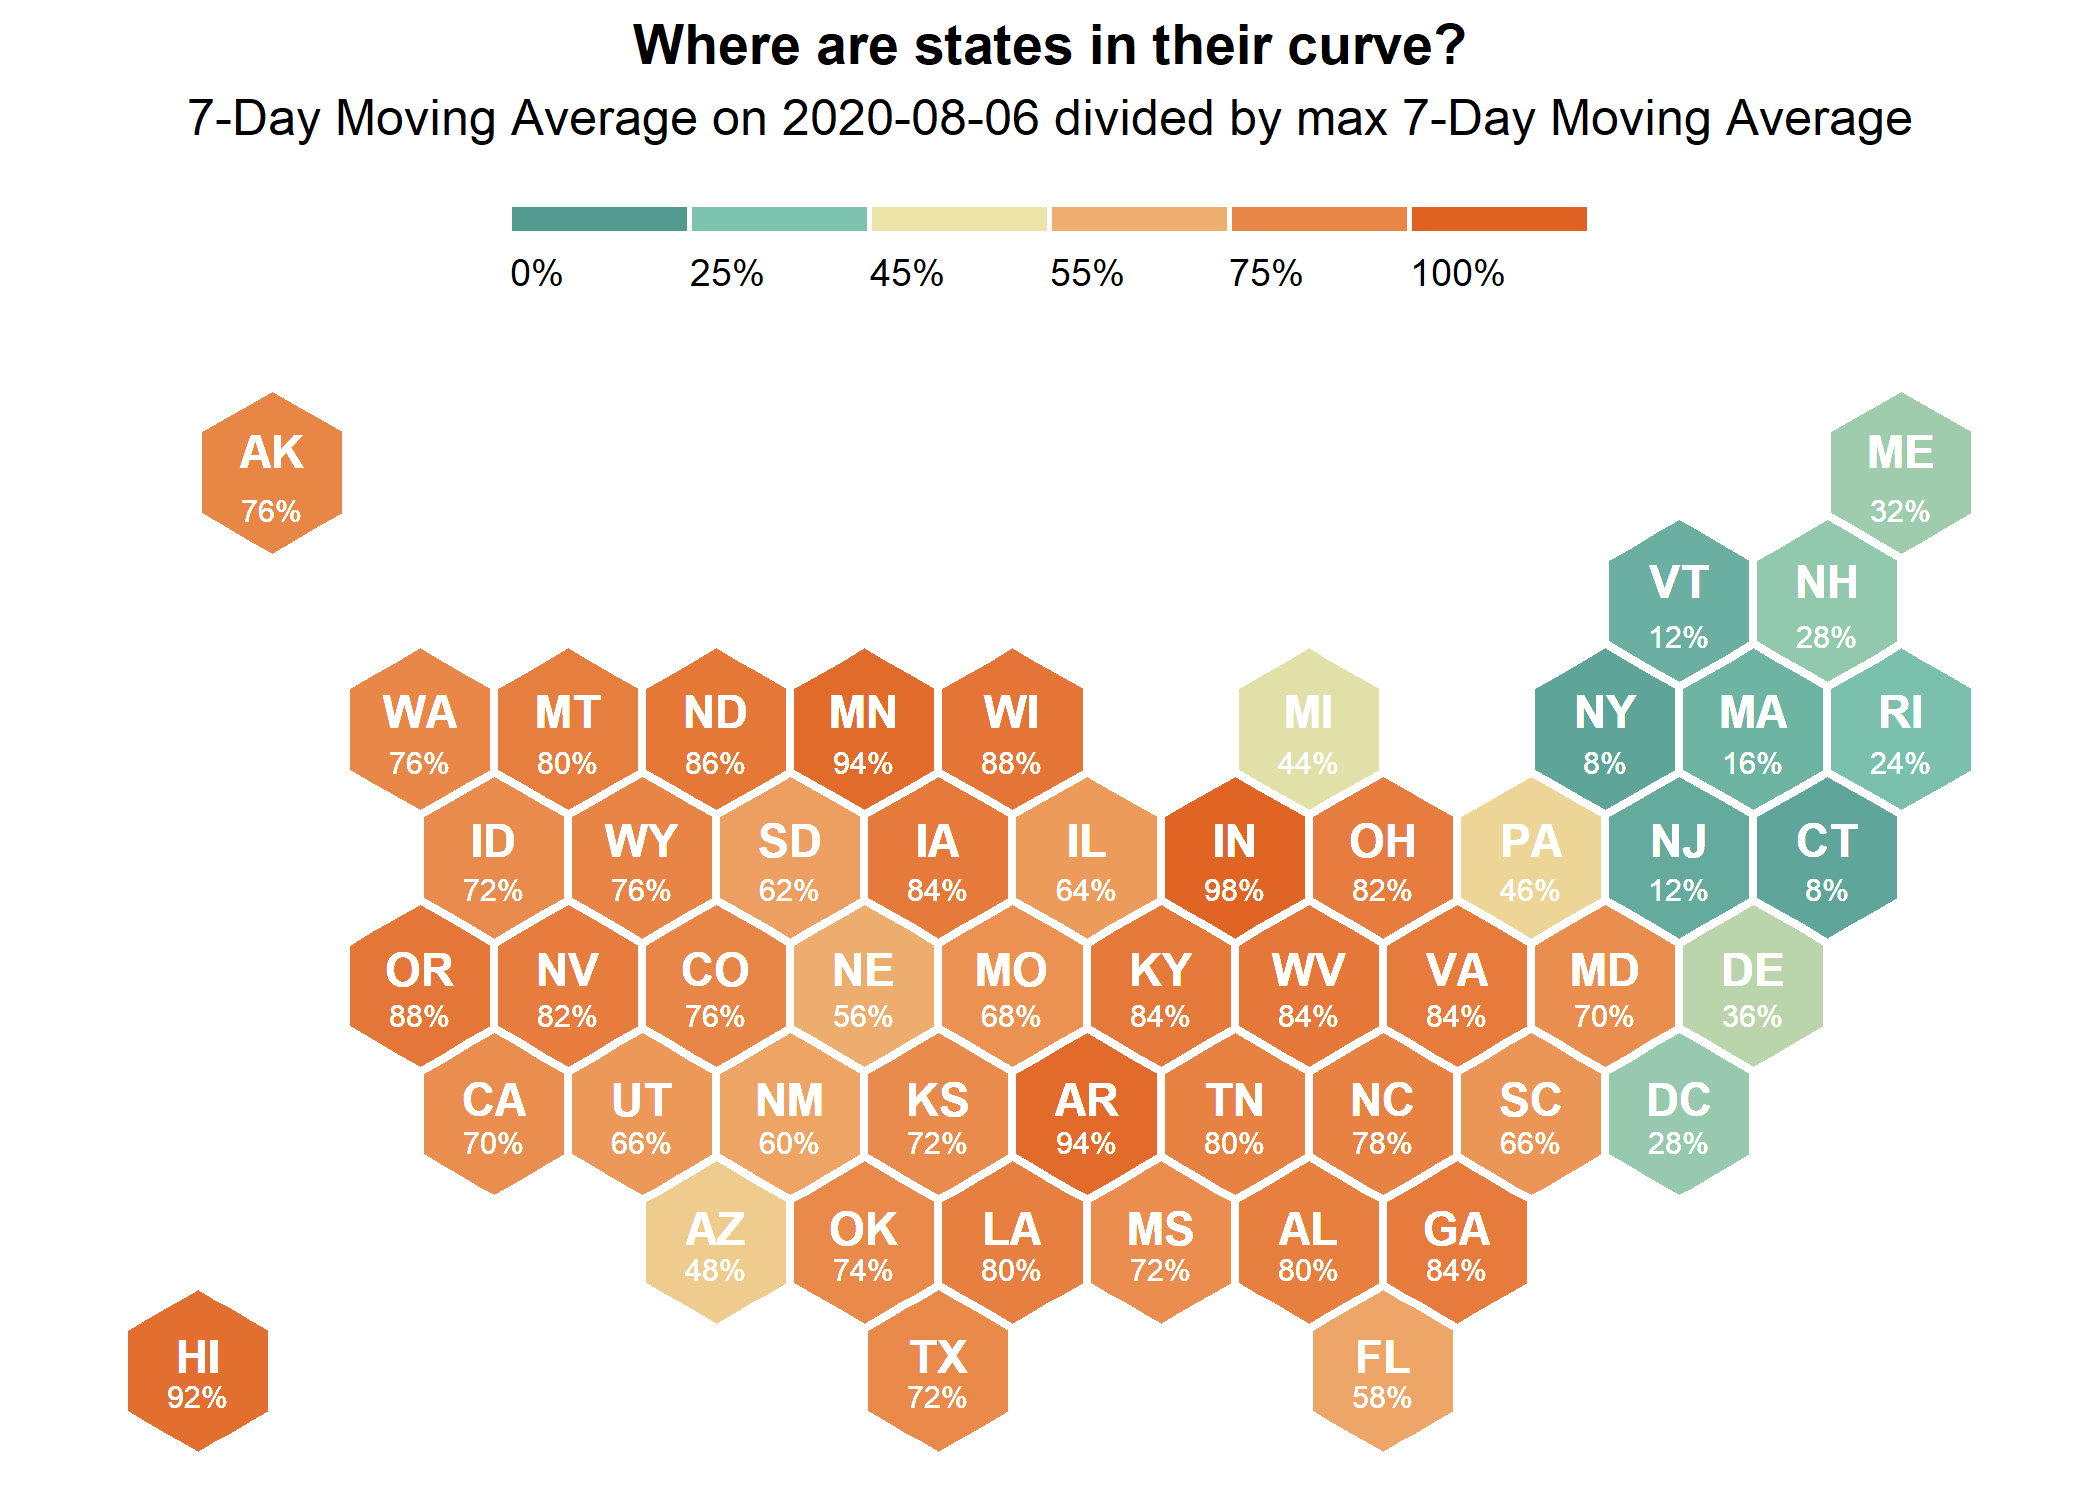 Where are states in their curve?
7-Day Moving Average on 2020-08-06 divided by max 7-Day Moving Average
0% 25% 45% 55% 75% 100%
AK ME
76% 32%
VT NH
12% 28%
WA MT ND MN WI MI NY MA RI
76% 80% 86% 94% 88% 44% 8% 16% 24%
ID WY SD IA IL IN OH PA NJ CT
72% 76% 62% 84% 64% 98% 82% 46% 12% 8%
OR NV CO NE MO KY WV VA MD DE
88% 82% 76% 56% 68% 84% 84% 84% 70% 36%
CA UT NM KS AR TN NC SC DC
70% 66% 60% 72% 94% 80% 78% 66% 28%
AZ OK LA MS AL GA
48% 74% 80% 72% 80% 84%
HI TX FL
92% 72% 58%